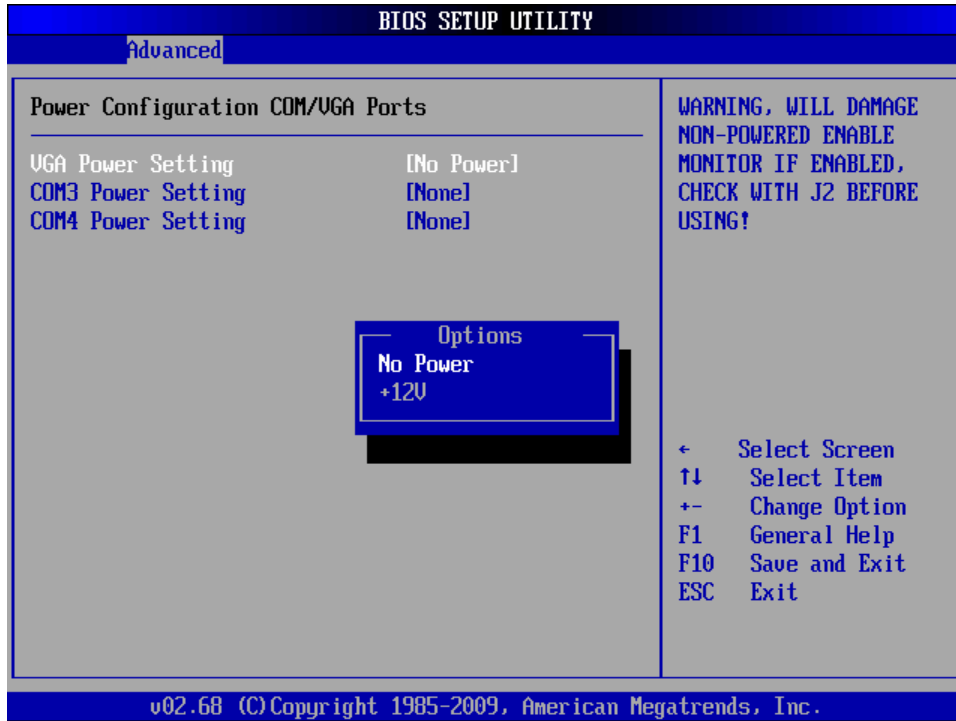 BIOS SETUP UTILITY
Advanced
Power Configuration COM/VGA Ports
VGA Power Setting [No Power]
COM3 Power Setting [None]
COM4 Power Setting [None]
Options
No Power
+12V
WARNING, WILL DAMAGE
NON-POWERED ENABLE
MONITOR IF ENABLED,
CHECK WITH J2 BEFORE
USING!
← Select Screen
↑↓ Select Item
+- Change Option
F1 General Help
F10 Save and Exit
ESC Exit
v02.68 (C)Copyright 1985-2009, American Megatrends, Inc.